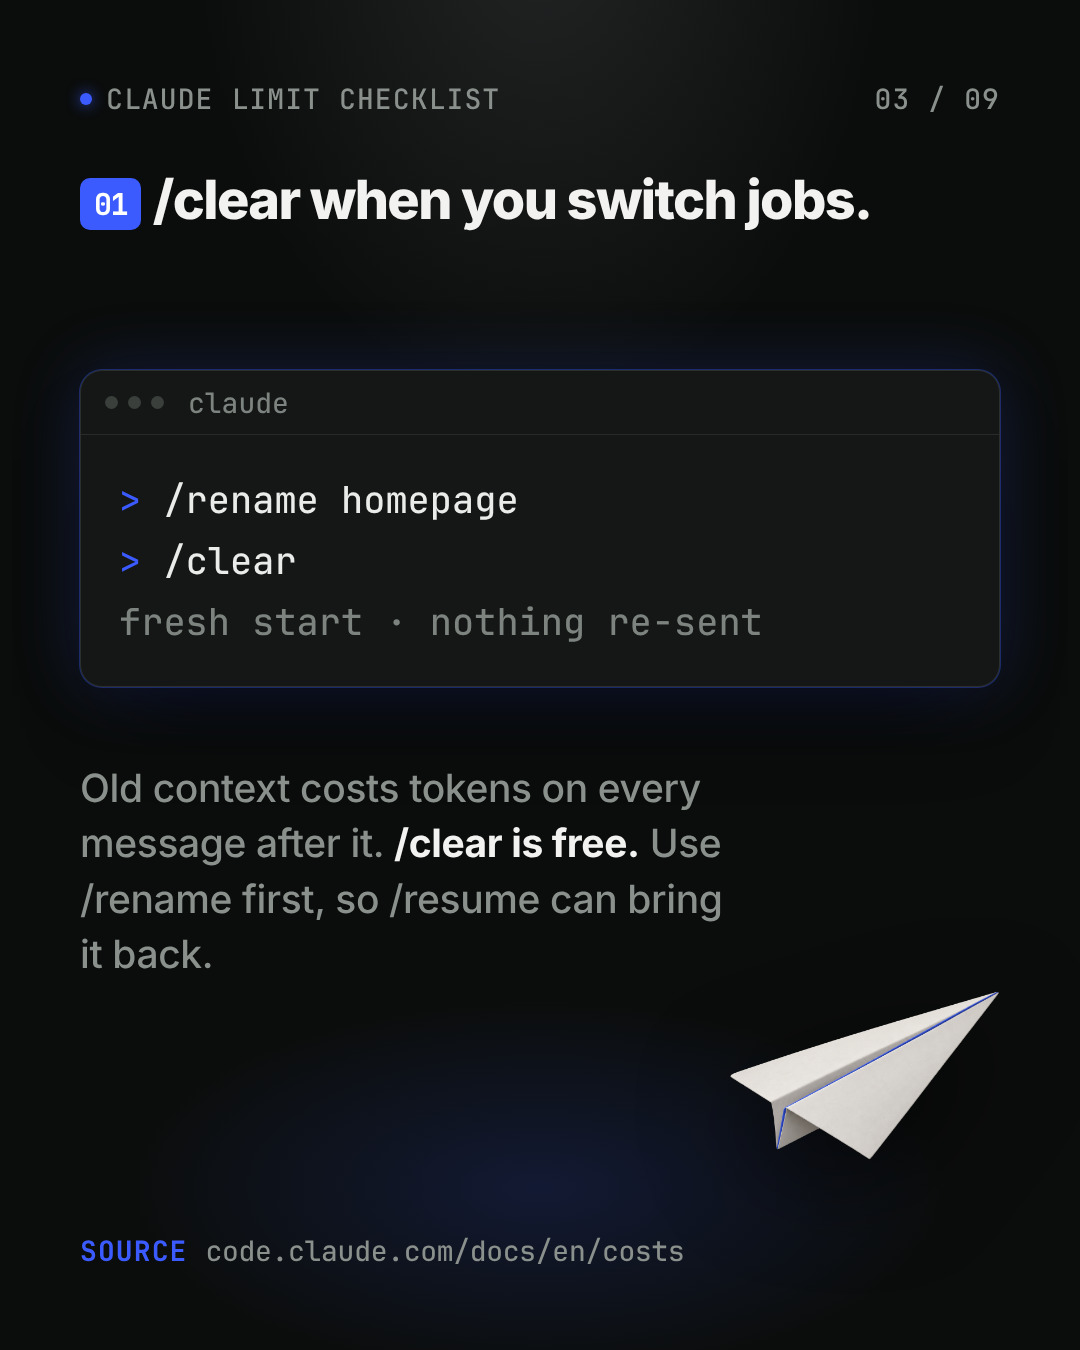 CLAUDE LIMIT CHECKLIST
03 / 09
01 /clear when you switch jobs.
claude
> /rename homepage
> /clear
fresh start · nothing re-sent
Old context costs tokens on every
message after it. /clear is free. Use
/rename first, so /resume can bring
it back.
SOURCE code.claude.com/docs/en/costs